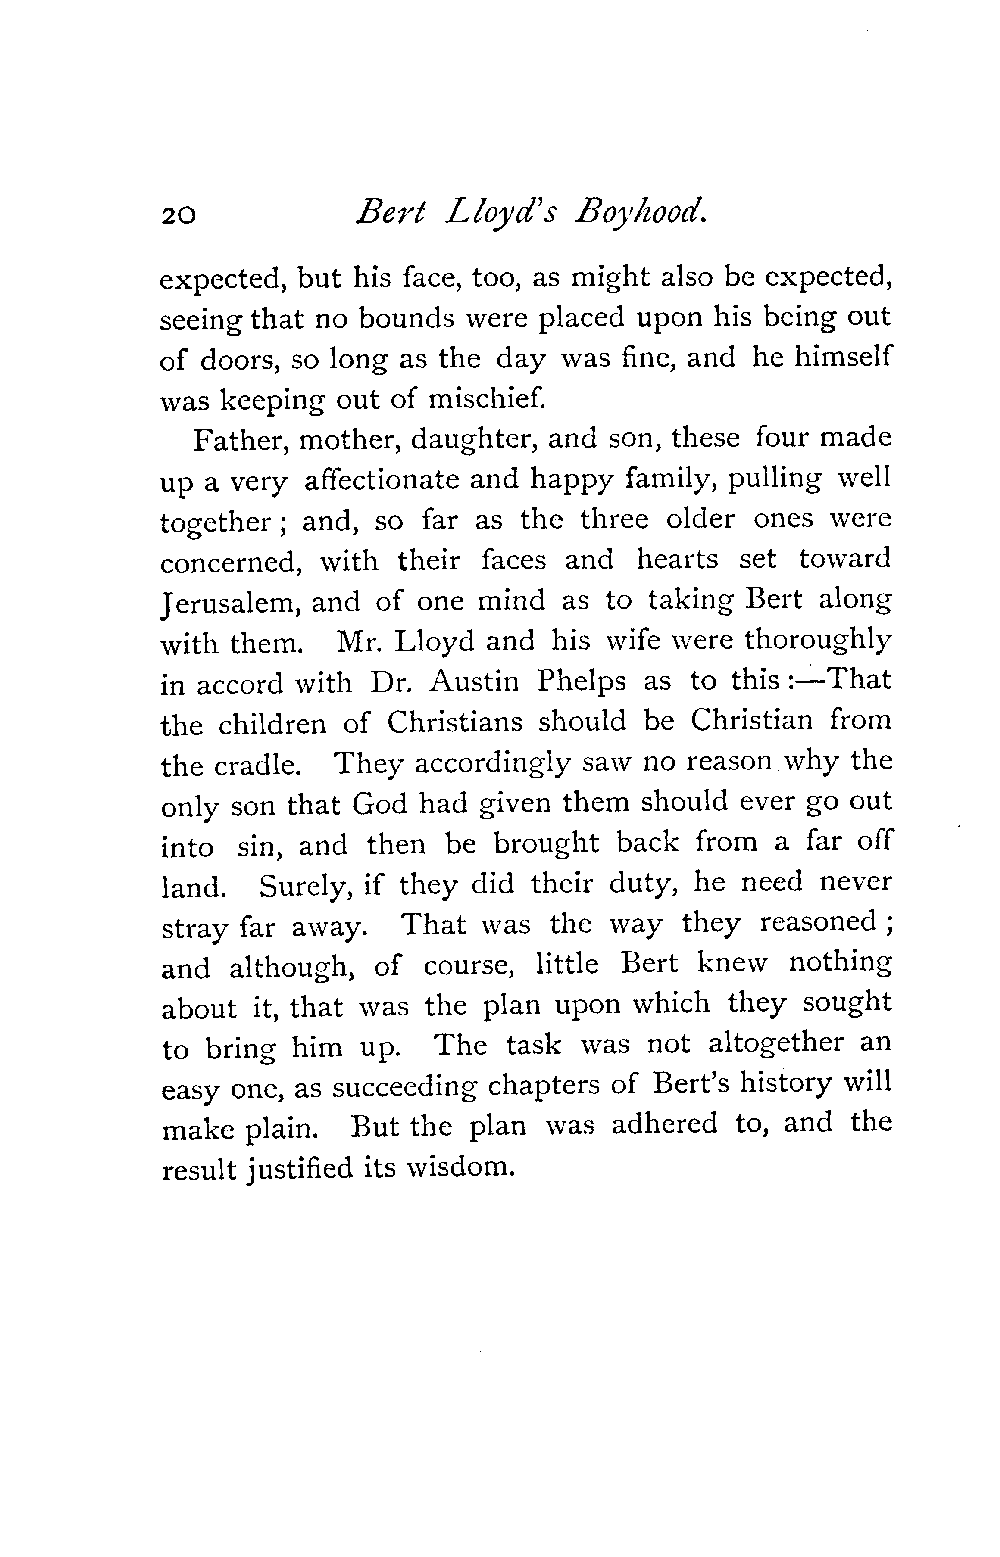 20 Bert Lloyd's Boyhood.
expected, but his face, too, as might also be expected,
seeing that no bounds were placed upon his being out
of doors, so long as the day was fine, and he himself
was keeping out of mischief.
Father, mother, daughter, and son, these four made
up a very affectionate and happy family, pulling well
together ; and, so far as the three older ones were
concerned, with their faces and hearts set toward
Jerusalem, and of one mind as to taking Bert along
with them. Mr. Lloyd and his wife were thoroughly
in accord with Dr. Austin Phelps as to this :—That
the children of Christians should be Christian from
the cradle. They accordingly saw no reason why the
only son that God had given them should ever go out
into sin, and then be brought back from a far off
land. Surely, if they did their duty, he need never
stray far away. That was the way they reasoned ;
and although, of course, little Bert knew nothing
about it, that was the plan upon which they sought
to bring him up. The task was not altogether an
easy one, as succeeding chapters of Bert's history will
make plain. But the plan was adhered to, and the
result justified its wisdom.